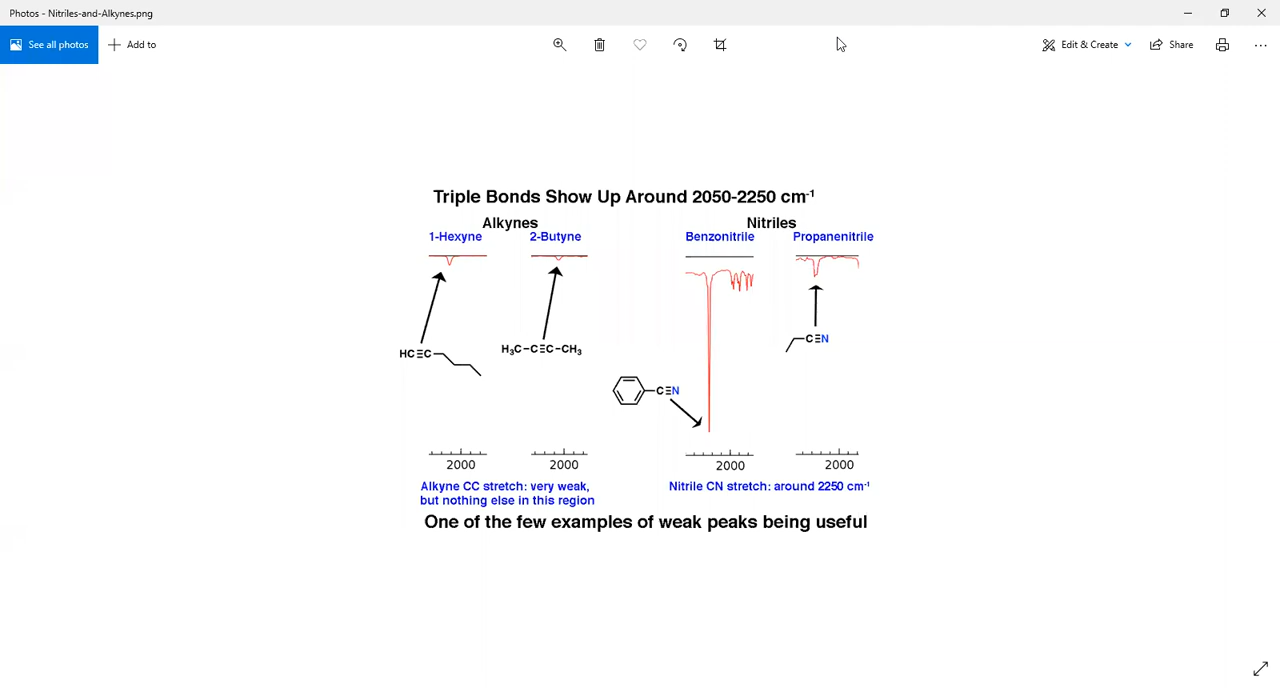 Photos - Nitriles-and-Alkynes.png
See all photos
Add to
Edit & Create
Share
Triple Bonds Show Up Around 2050-2250 cm-1
Alkynes
Nitriles
1-Hexyne
2-Butyne
Benzonitrile
Propanenitrile
HC≡C
H3C-C≡C-CH3
C≡N
C≡N
2000
2000
2000
2000
Alkyne CC stretch: very weak,
but nothing else in this region
Nitrile CN stretch: around 2250 cm-1
One of the few examples of weak peaks being useful